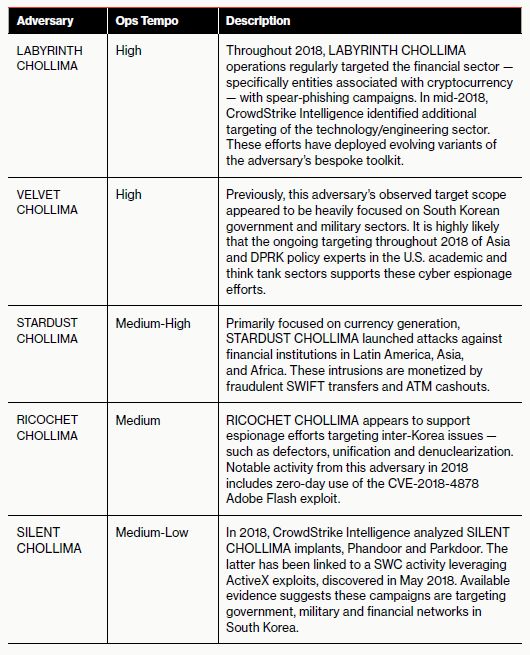 Adversary Ops Tempo Description
LABYRINTH
CHOLLIMA
High
Throughout 2018, LABYRINTH CHOLLIMA
operations regularly targeted the financial sector —
specifically entities associated with cryptocurrency
— with spear-phishing campaigns. In mid-2018,
CrowdStrike Intelligence identified additional
targeting of the technology/engineering sector.
These efforts have deployed evolving variants
of the adversary's bespoke toolkit.
VELVET
CHOLLIMA
High
Previously, this adversary's observed target scope
appeared to be heavily focused on South Korean
government and military sectors. It is highly likely
that the ongoing targeting throughout 2018 of Asia
and DPRK policy experts in the U.S. academic and
think tank sectors supports these cyber espionage
efforts.
STARDUST
CHOLLIMA
Medium-High
Primarily focused on currency generation,
STARDUST CHOLLIMA launched attacks against
financial institutions in Latin America, Asia,
and Africa. These intrusions are monetized by
fraudulent SWIFT transfers and ATM cashouts.
RICOCHET
CHOLLIMA
Medium
RICOCHET CHOLLIMA appears to support
espionage efforts targeting inter-Korea issues —
such as defectors, unification and denuclearization.
Notable activity from this adversary in 2018
includes zero-day use of the CVE-2018-4878
Adobe Flash exploit.
SILENT
CHOLLIMA
Medium-Low
In 2018, CrowdStrike Intelligence analyzed SILENT
CHOLLIMA implants, Phandoor and Parkdoor. The
latter has been linked to a SWC activity leveraging
ActiveX exploits, discovered in May 2018. Available
evidence suggests these campaigns are targeting
government, military and financial networks in
South Korea.